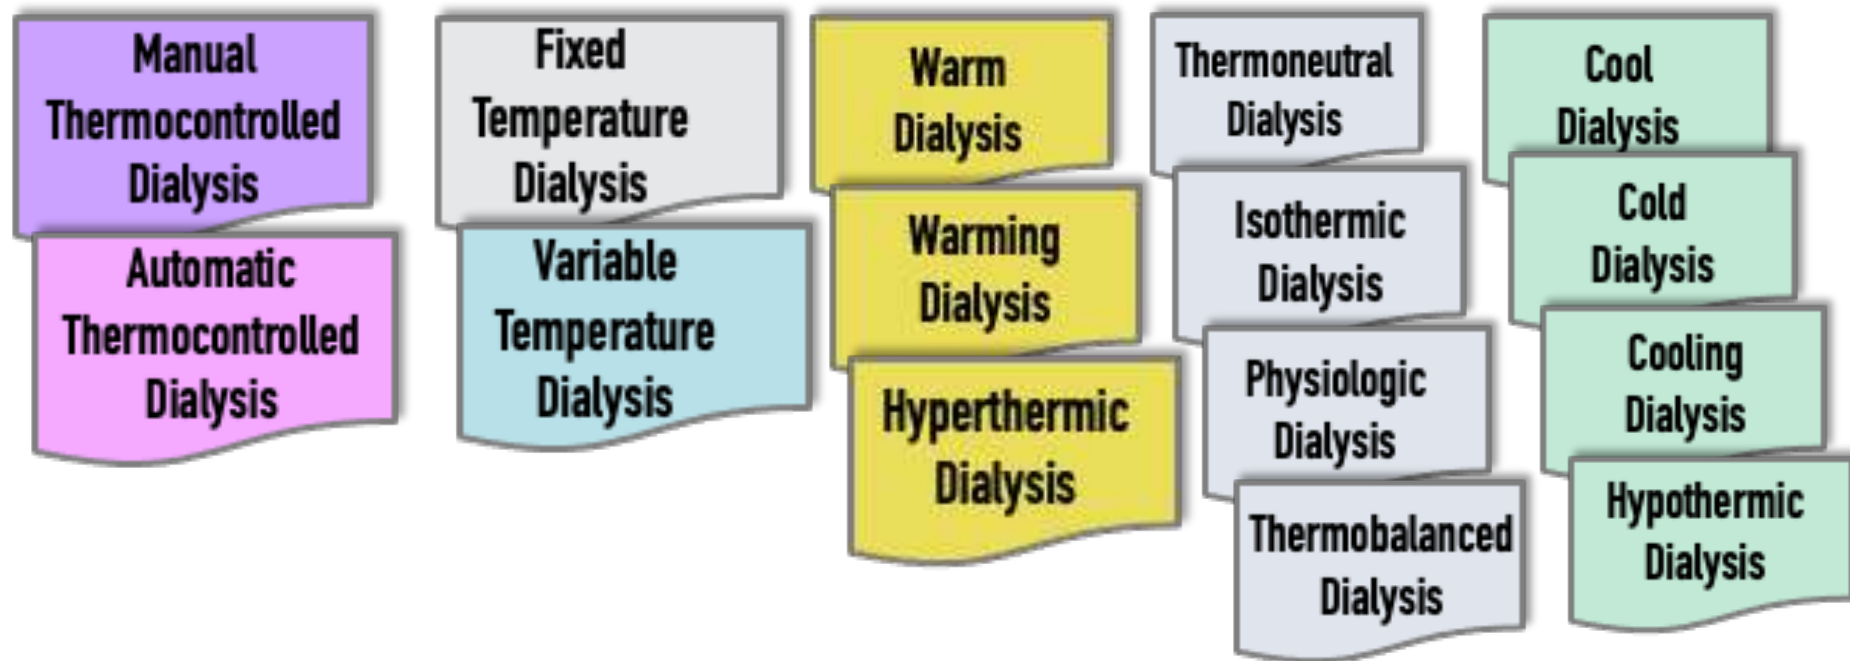 Manual
Thermocontrolled
Dialysis
Automatic
Thermocontrolled
Dialysis
Fixed
Temperature
Dialysis
Variable
Temperature
Dialysis
Warm
Dialysis
Warming
Dialysis
Hyperthermic
Dialysis
Thermoneutral
Dialysis
Isothermic
Dialysis
Physiologic
Dialysis
Thermobalanced
Dialysis
Cool
Dialysis
Cold
Dialysis
Cooling
Dialysis
Hypothermic
Dialysis